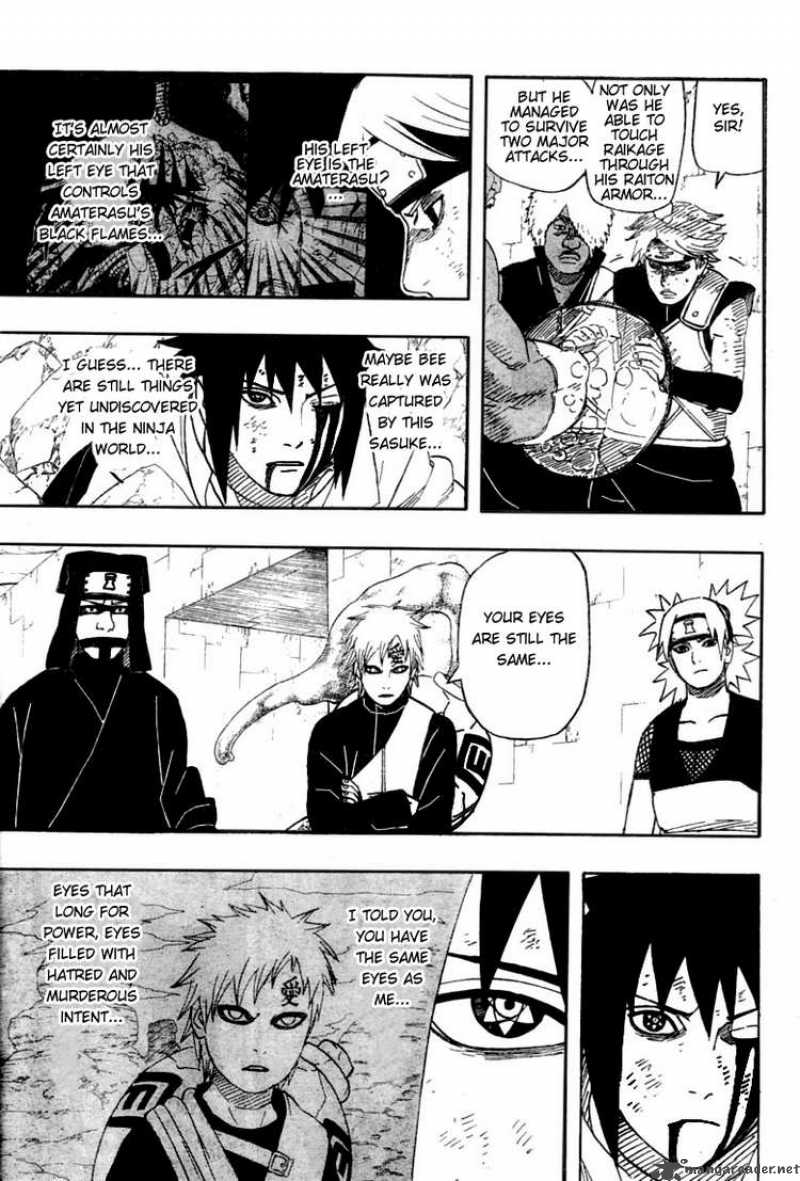 YES,
SIR!
NOT ONLY
WAS HE
ABLE TO
TOUCH
RAIKAGE
THROUGH
HIS RAITON
ARMOR...
BUT HE
MANAGED
TO SURVIVE
TWO MAJOR
ATTACKS...
HIS LEFT
EYE IS THE
AMATERASU?
...
IT'S ALMOST
CERTAINLY HIS
LEFT EYE THAT
CONTROLS
AMATERASU'S
BLACK FLAMES...
MAYBE BEE
REALLY WAS
CAPTURED
BY THIS
SASUKE...
I GUESS... THERE
ARE STILL THINGS
YET UNDISCOVERED
IN THE NINJA
WORLD...
YOUR EYES
ARE STILL THE
SAME...
I TOLD YOU,
YOU HAVE
THE SAME
EYES AS
ME...
愛
EYES THAT
LONG FOR
POWER, EYES
FILLED WITH
HATRED AND
MURDEROUS
INTENT...
mangareader.net